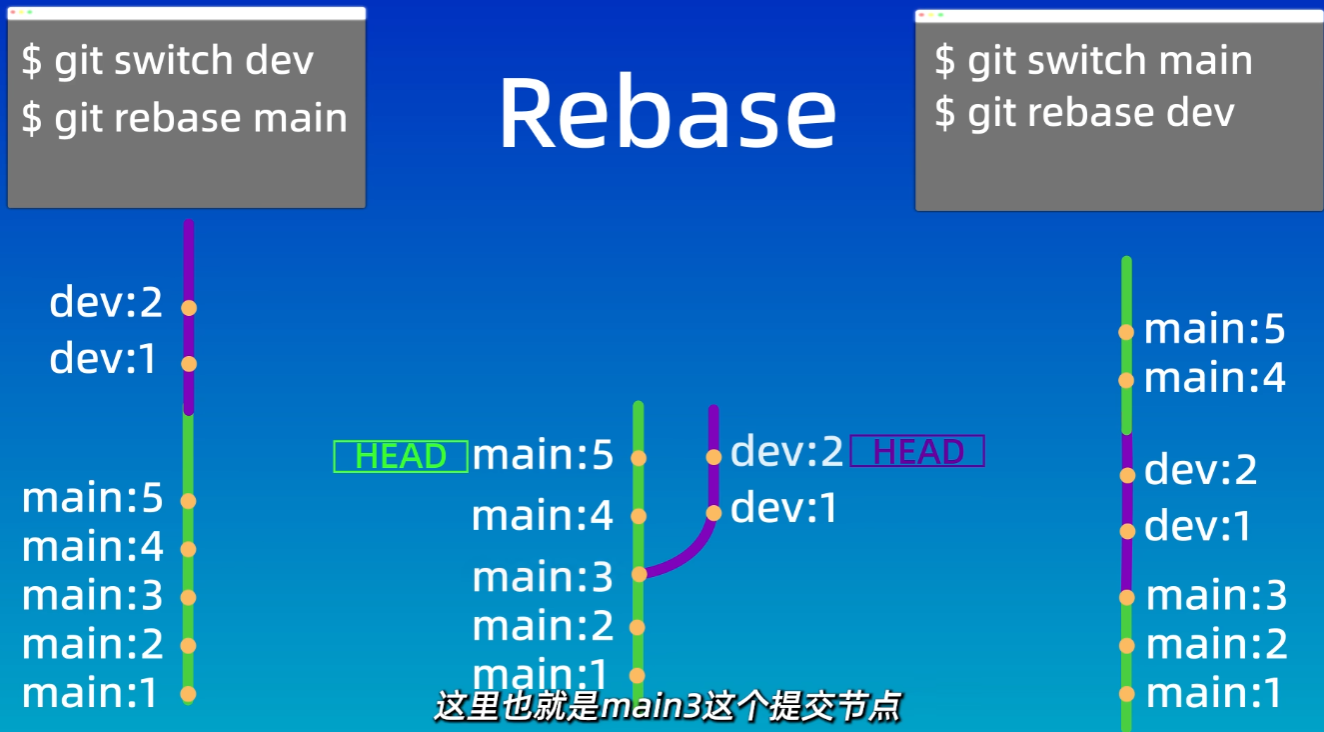 $ git switch dev
$ git rebase main
Rebase
$ git switch main
$ git rebase dev
dev:2
dev:1
main:5
main:4
main:3
main:2
main:1
HEAD
main:5
main:4
main:3
main:2
main:1
dev:2
HEAD
dev:1
main:5
main:4
dev:2
dev:1
main:3
main:2
main:1
这里也就是main3这个提交节点